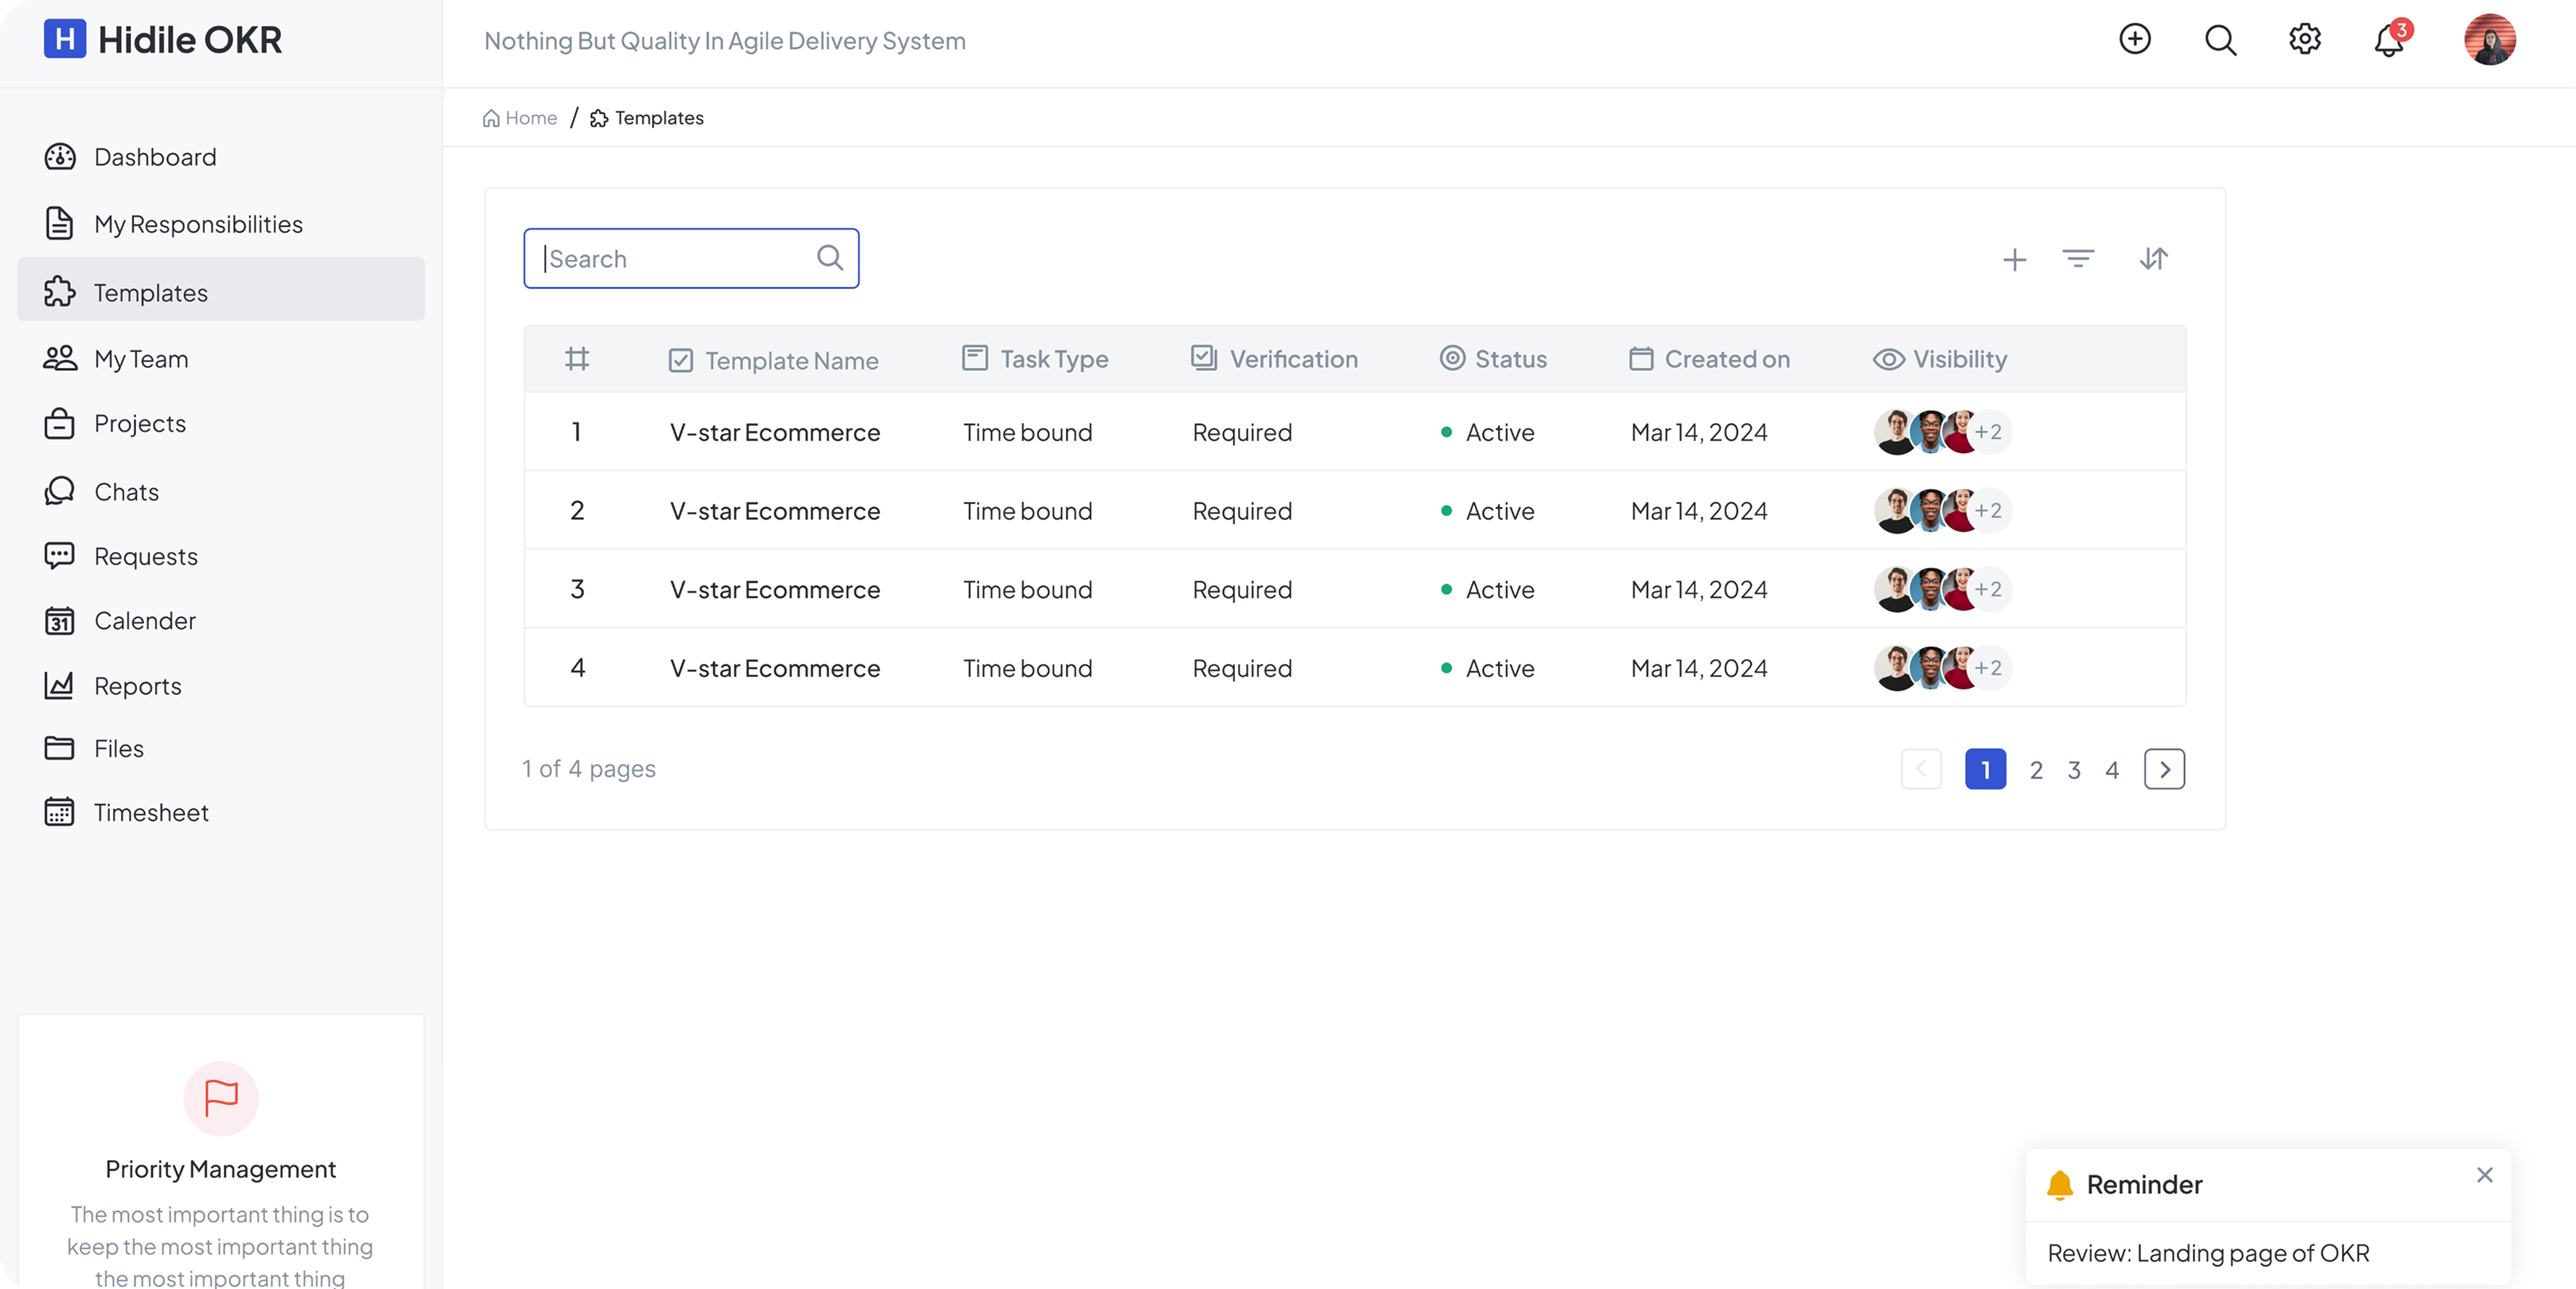 H Hidile OKR
Nothing But Quality In Agile Delivery System
3
Home / Templates
Dashboard
My Responsibilities
Templates
My Team
Projects
Chats
Requests
31 Calender
Reports
Files
Timesheet
Search
# Template Name Task Type Verification Status Created on Visibility
1 V-star Ecommerce Time bound Required Active Mar 14, 2024 +2
2 V-star Ecommerce Time bound Required Active Mar 14, 2024 +2
3 V-star Ecommerce Time bound Required Active Mar 14, 2024 +2
4 V-star Ecommerce Time bound Required Active Mar 14, 2024 +2
1 of 4 pages
1 2 3 4
Priority Management
The most important thing is to
keep the most important thing
the most important thing
Reminder
Review: Landing page of OKR